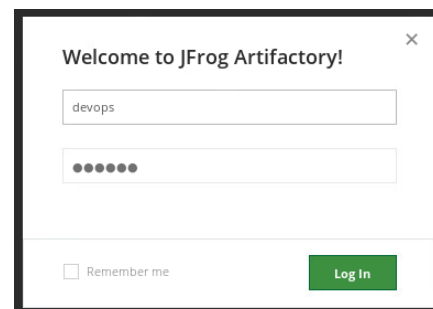 Welcome to JFrog Artifactory!
devops
●●●●●●
Remember me
Log In